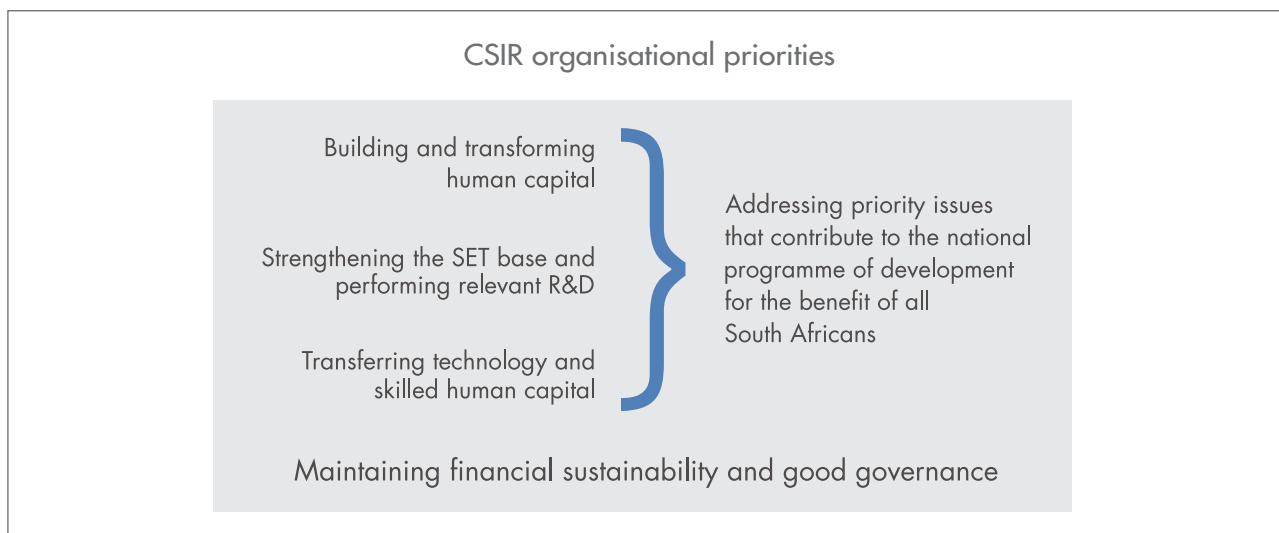 CSIR organisational priorities
Building and transforming
human capital
Strengthening the SET base and
performing relevant R&D
Transferring technology and
skilled human capital
Addressing priority issues
that contribute to the national
programme of development
for the benefit of all
South Africans
Maintaining financial sustainability and good governance